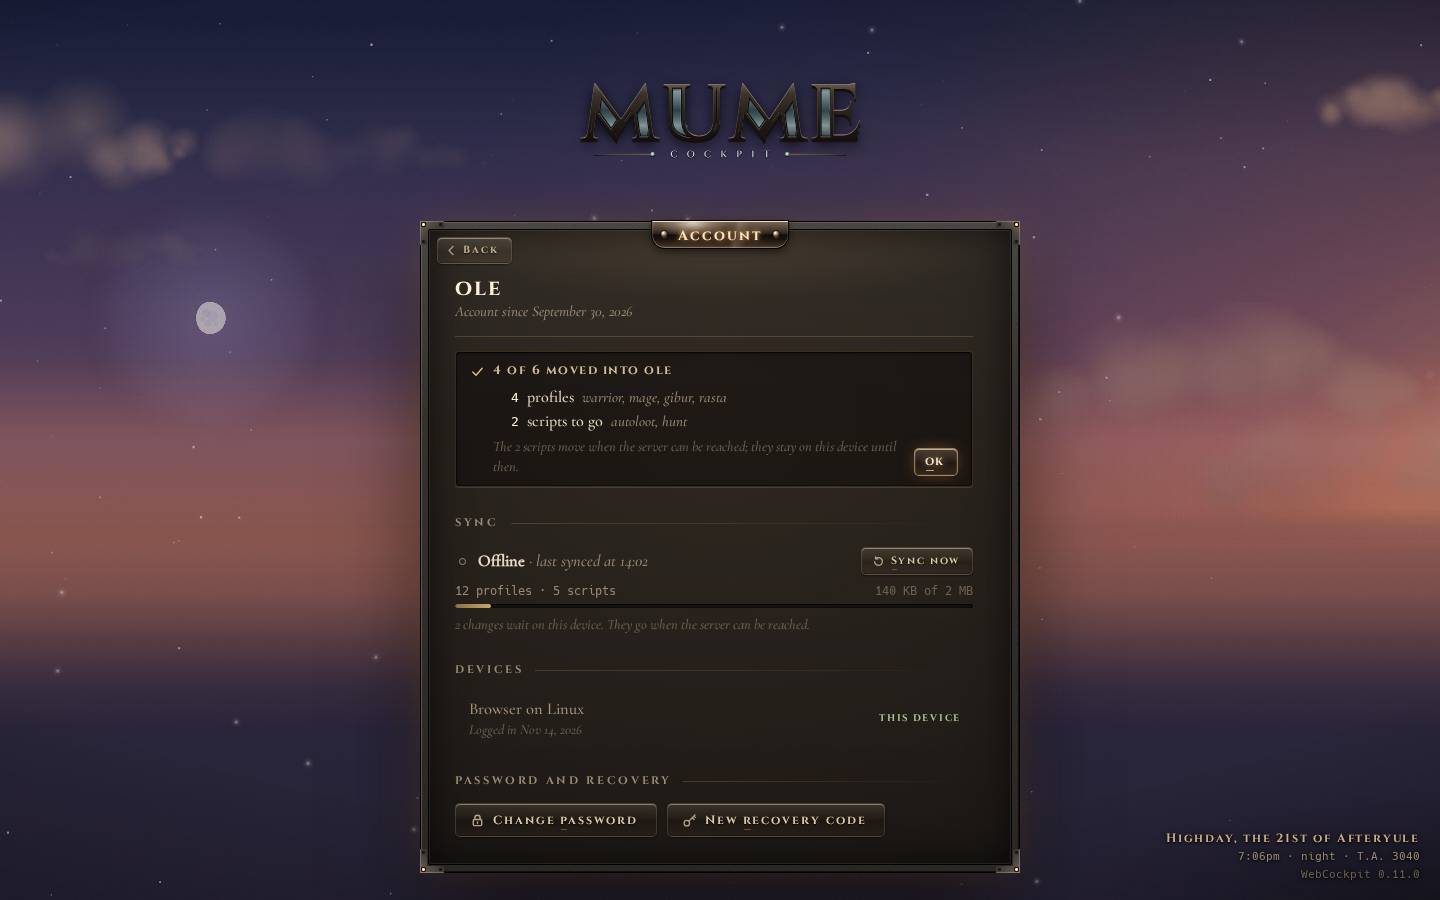 MUME
COCKPIT
Account
Back
OLE
Account since September 30, 2026
4 OF 6 MOVED INTO OLE
4 profiles warrior, mage, gibur, rasta
2 scripts to go autoloot, hunt
The 2 scripts move when the server can be reached; they stay on this device until
then.
OK
SYNC
Offline · last synced at 14:02
Sync now
12 profiles · 5 scripts
140 KB of 2 MB
2 changes wait on this device. They go when the server can be reached.
DEVICES
Browser on Linux
Logged in Nov 14, 2026
THIS DEVICE
PASSWORD AND RECOVERY
Change password
New recovery code
Highday, the 21st of Afteryule
7:06pm · night · T.A. 3040
WebCockpit 0.11.0